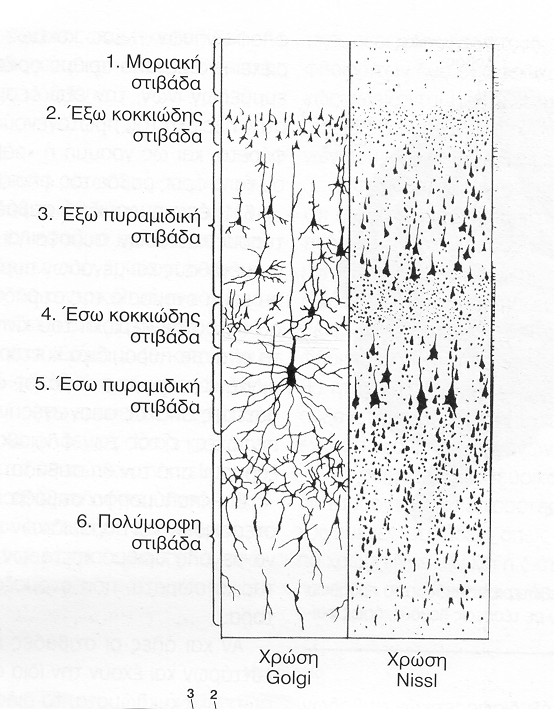 1. Μοριακή
στιβάδα
2. Έξω κοκκιώδης
στιβάδα
3. Έξω πυραμιδική
στιβάδα
4. Έσω κοκκιώδης
στιβάδα
5. Έσω πυραμιδική
στιβάδα
6. Πολύμορφη
στιβάδα
Χρώση
Golgi
Χρώση
Nissl
3 2